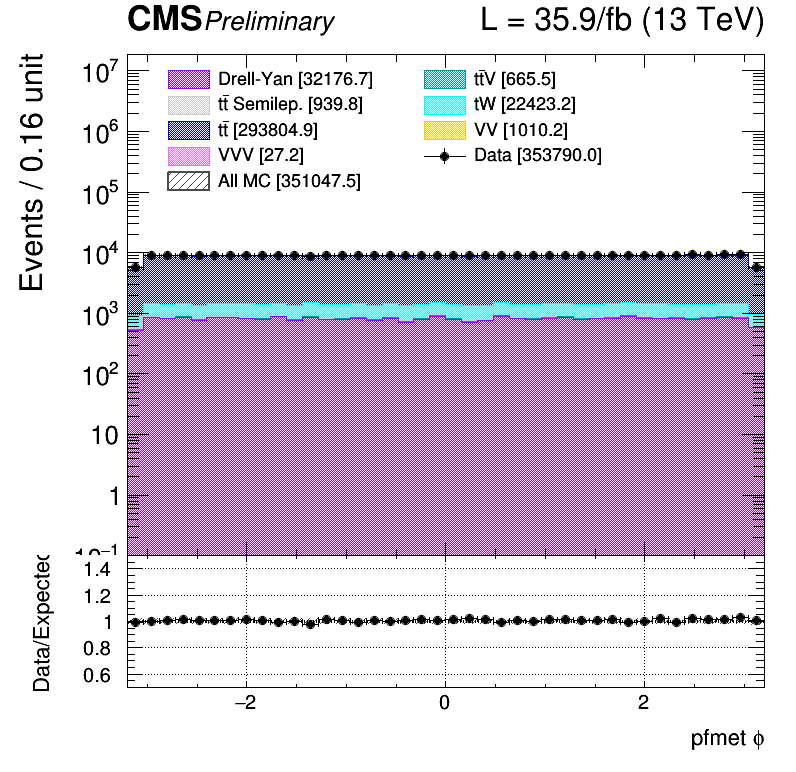 CMS Preliminary L = 35.9/fb (13 TeV)
Events / 0.16 unit
10⁷
10⁶
10⁵
10⁴
10³
10²
10
1
10⁻¹
Drell-Yan [32176.7]
tt̄ Semilep. [939.8]
tt̄ [293804.9]
VVV [27.2]
All MC [351047.5]
tt̄V [665.5]
tW [22423.2]
VV [1010.2]
Data [353790.0]
Data/Expected
1.4
1.2
1
0.8
0.6
−2 0 2
pfmet ϕ